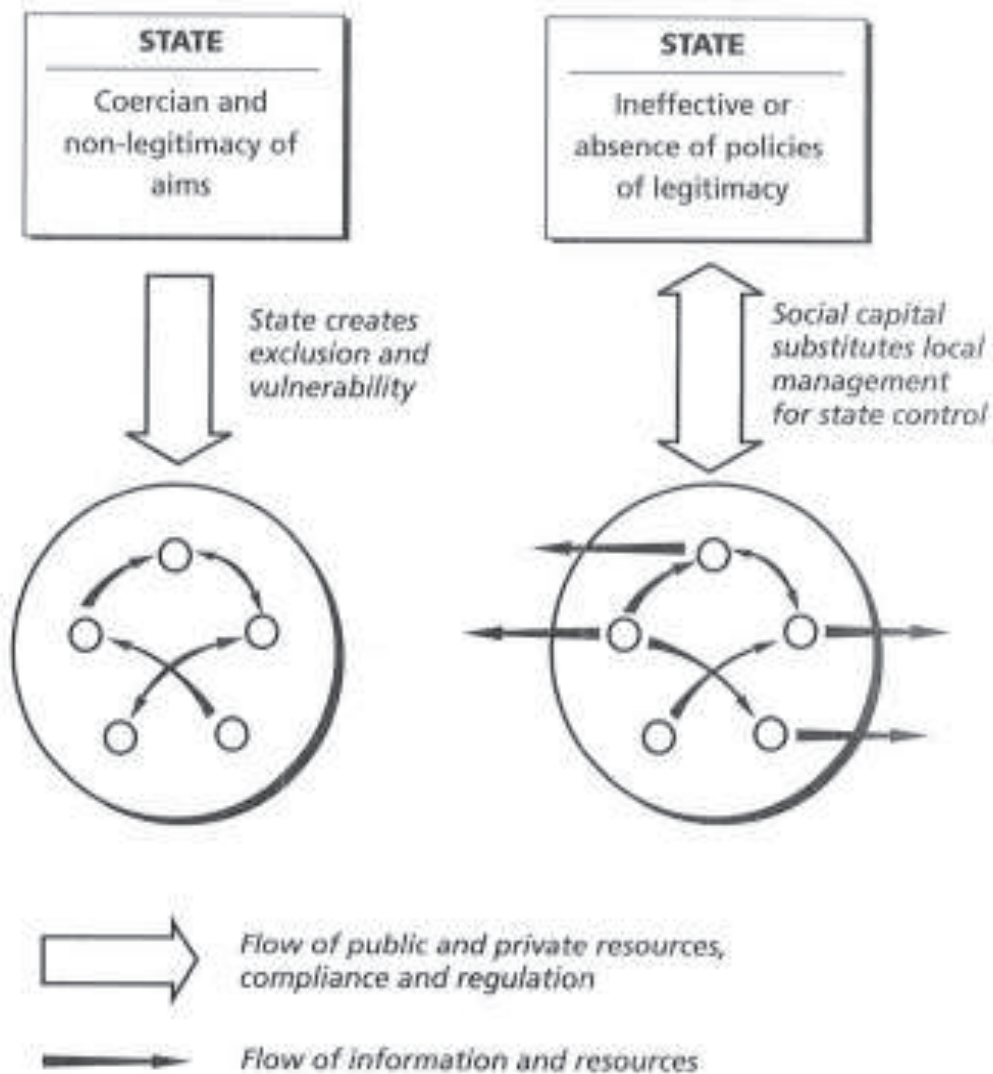 STATE
Coercian and
non-legitimacy of
aims
STATE
Ineffective or
absence of policies
of legitimacy
State creates
exclusion and
vulnerability
Social capital
substitutes local
management
for state control
Flow of public and private resources,
compliance and regulation
Flow of information and resources